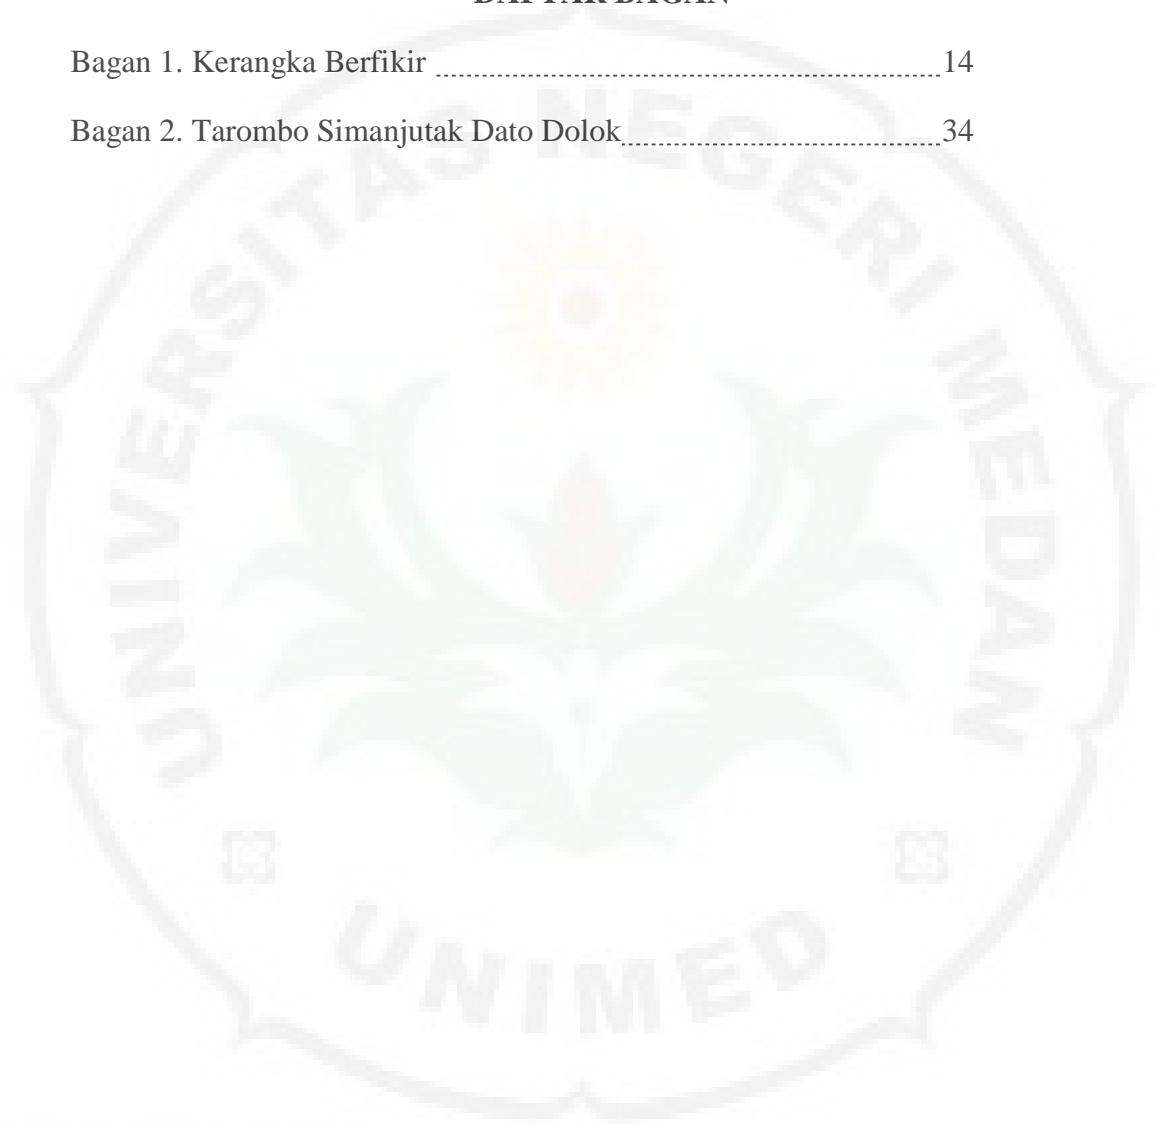 DAFTAR BAGAN
Bagan 1. Kerangka Berfikir ........................................................................ 14
Bagan 2. Tarombo Simanjutak Dato Dolok ............................................. 34
UNIVERSITAS NEGERI MEDAN
UNIMED